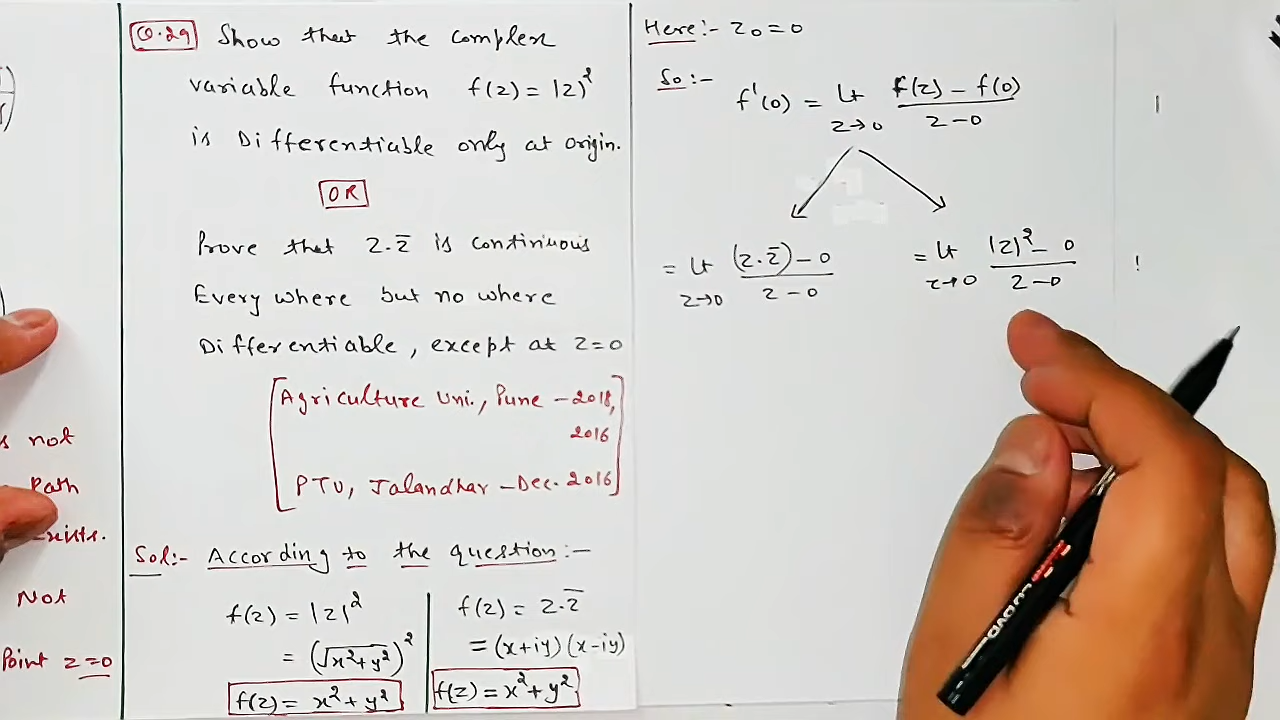 s not
Path
Exists.
Not
Point z=0
Q.29 Show that the complex
variable function f(z) = |z|²
is Differentiable only at origin.
OR
Prove that z.z̄ is continuous
Every where but no where
Differentiable, except at z=0
[Agriculture Uni., Pune - 2018,
2016
PTU, Jalandhar - Dec. 2016]
Sol:- According to the question:-
f(z) = |z|²
= (√x²+y²)²
f(z) = x²+y²
f(z) = z.z̄
= (x+iy)(x-iy)
f(z) = x²+y²
Here:- z₀=0
So:- f'(0) = Lt z→0 f(z) - f(0) / z-0
= Lt z→0 (z.z̄) - 0 / z-0
= Lt z→0 |z|² - 0 / z-0